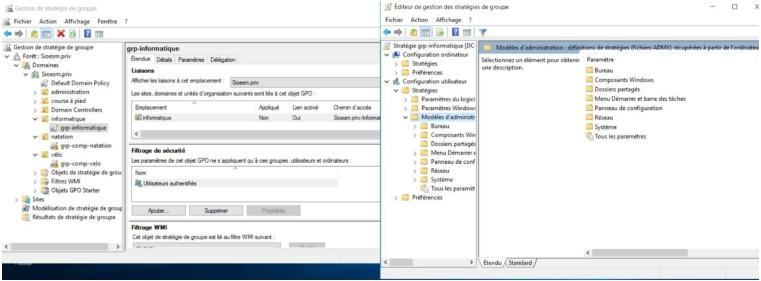 Gestion de stratégie de groupe
Fichier Action Affichage Fenêtre ?
Gestion de stratégie de groupe
Forêt : Sioesm.priv
Domaines
Sioesm.priv
Default Domain Policy
administration
course à pied
Domain Controllers
informatique
grp-informatique
natation
grp-comp-natation
vélo
grp-comp-velo
Objets de stratégie de grou
Filtres WMI
Objets GPO Starter
Sites
Modélisation de stratégie de group
Résultats de stratégie de groupe
grp-informatique
Étendue Détails Paramètres Délégation
Liaisons
Afficher les liaisons à cet emplacement : Sioesm.priv
Les sites, domaines et unités d'organisation suivants sont liés à cet objet GPO :
Emplacement Appliqué Lien activé Chemin d'accès
informatique Non Oui Sioesm.priv/informa
Filtrage de sécurité
Les paramètres de cet objet GPO ne s'appliquent qu'à ces groupes, utilisateurs et ordinateurs :
Nom
Utilisateurs authentifiés
Ajouter... Supprimer Propriétés
Filtrage WMI
Cet objet de stratégie de groupe est lié au filtre WMI suivant :
Éditeur de gestion des stratégies de groupe
Fichier Action Affichage ?
Stratégie grp-informatique [DC
Configuration ordinateur
Stratégies
Préférences
Configuration utilisateur
Stratégies
Paramètres du logici
Paramètres Windows
Modèles d'administr
Bureau
Composants Win
Dossiers partagés
Menu Démarrer e
Panneau de conf
Réseau
Système
Tous les paramèt
Préférences
Modèles d'administration : définitions de stratégies (fichiers ADMX) récupérées à partir de l'ordinateu
Sélectionnez un élément pour obtenir une description.
Paramètre
Bureau
Composants Windows
Dossiers partagés
Menu Démarrer et barre des tâches
Panneau de configuration
Réseau
Système
Tous les paramètres
Étendu Standard